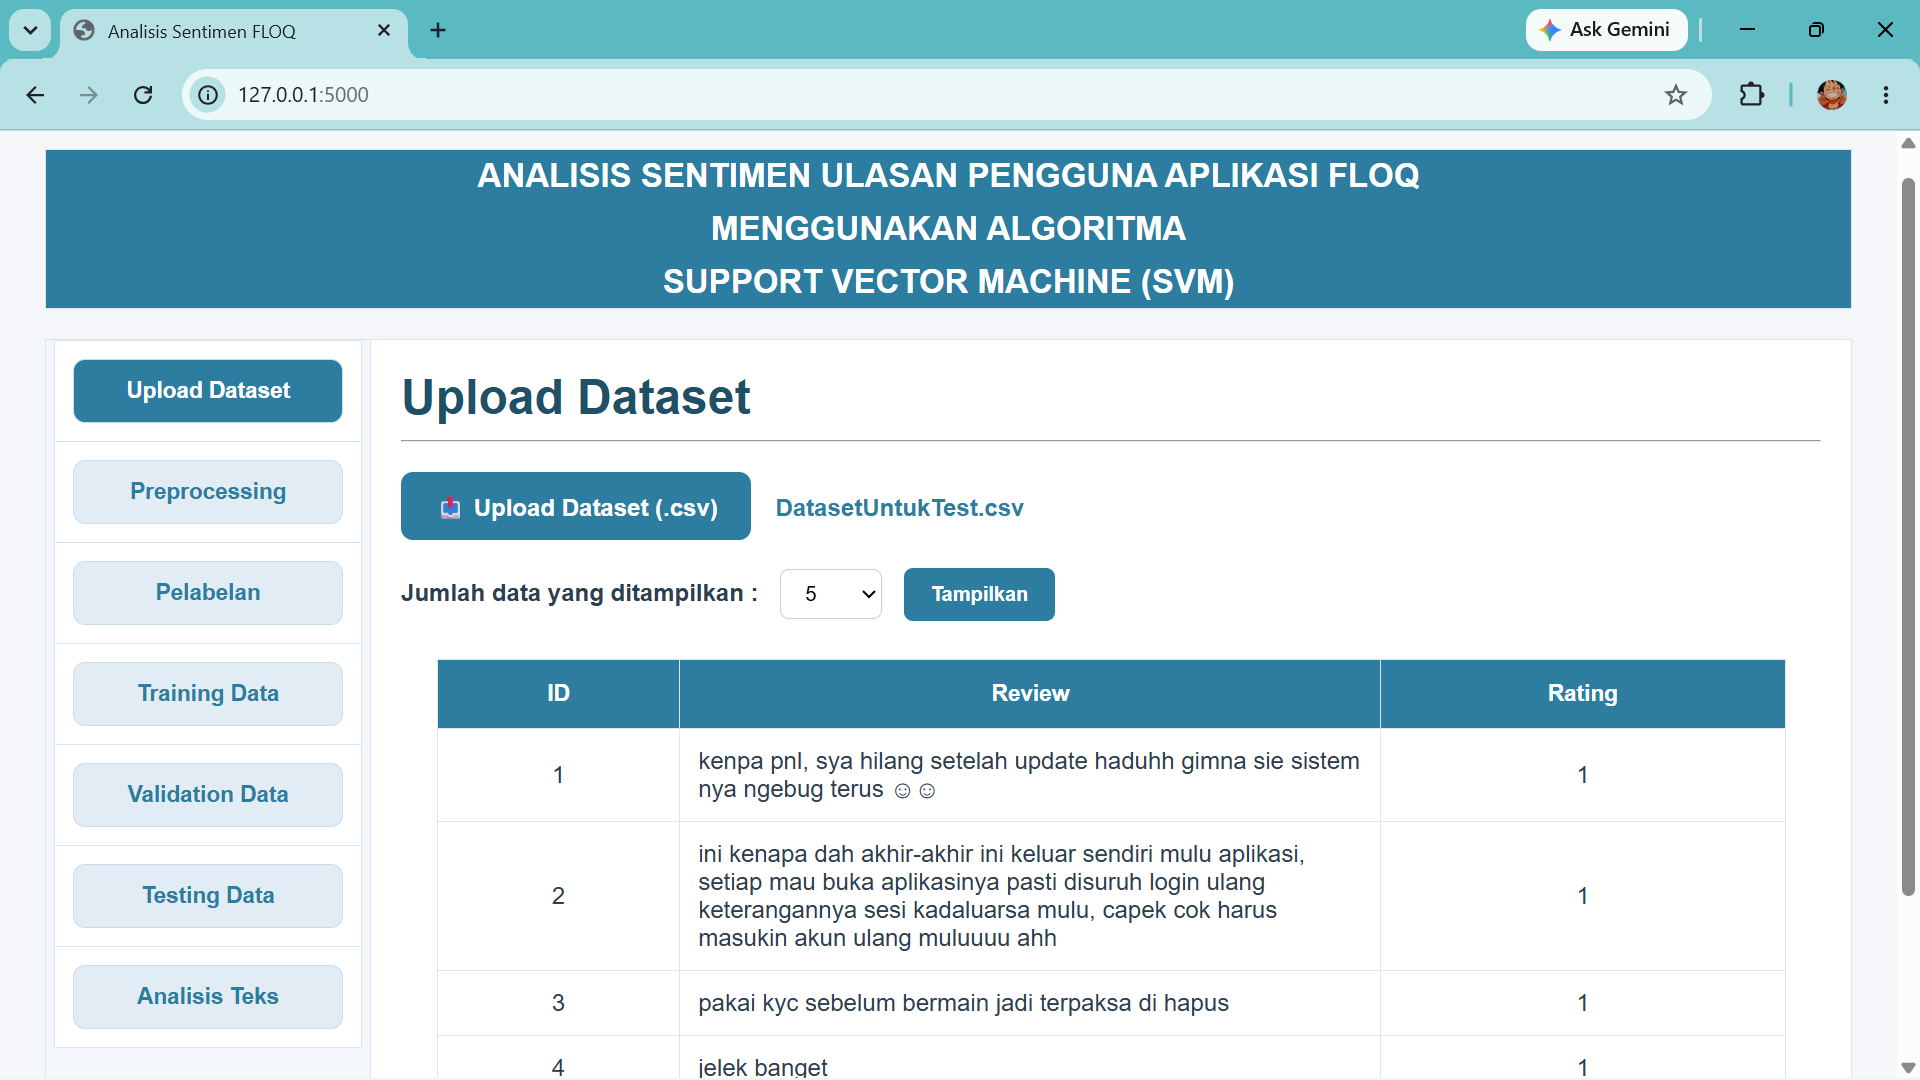 Analisis Sentimen FLOQ
Ask Gemini
127.0.0.1:5000
ANALISIS SENTIMEN ULASAN PENGGUNA APLIKASI FLOQ
MENGGUNAKAN ALGORITMA
SUPPORT VECTOR MACHINE (SVM)
Upload Dataset
Preprocessing
Pelabelan
Training Data
Validation Data
Testing Data
Analisis Teks
Upload Dataset
Upload Dataset (.csv) DatasetUntukTest.csv
Jumlah data yang ditampilkan : 5 Tampilkan
ID Review Rating
1 kenpa pnl, sya hilang setelah update haduhh gimna sie sistem 1
nya ngebug terus ☺☺
2 ini kenapa dah akhir-akhir ini keluar sendiri mulu aplikasi, 1
setiap mau buka aplikasinya pasti disuruh login ulang
keterangannya sesi kadaluarsa mulu, capek cok harus
masukin akun ulang muluuuu ahh
3 pakai kyc sebelum bermain jadi terpaksa di hapus 1
4 jelek banget 1